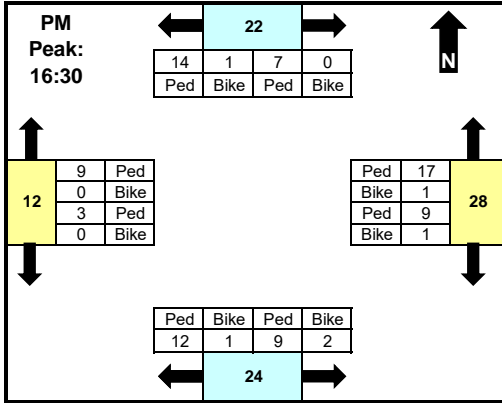 PM
Peak:
16:30
22
14 1 7 0
Ped Bike Ped Bike
N
12
9 Ped
0 Bike
3 Ped
0 Bike
Ped 17
Bike 1
Ped 9
Bike 1
28
Ped Bike Ped Bike
12 1 9 2
24